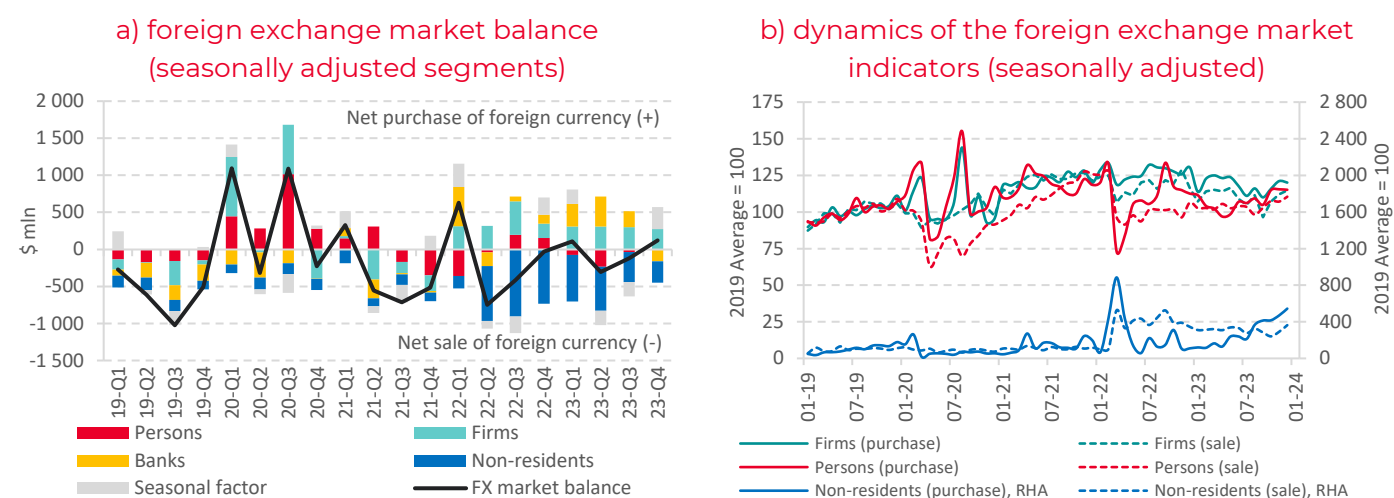 a) foreign exchange market balance
(seasonally adjusted segments)
2 000
1 500
1 000
500
0
-500
-1 000
-1 500
$ mln
Net purchase of foreign currency (+)
Net sale of foreign currency (-)
19-Q1
19-Q2
19-Q3
19-Q4
20-Q1
20-Q2
20-Q3
20-Q4
21-Q1
21-Q2
21-Q3
21-Q4
22-Q1
22-Q2
22-Q3
22-Q4
23-Q1
23-Q2
23-Q3
23-Q4
Persons
Firms
Banks
Non-residents
Seasonal factor
FX market balance
b) dynamics of the foreign exchange market
indicators (seasonally adjusted)
2019 Average = 100
175
150
125
100
75
50
25
0
2 800
2 400
2 000
1 600
1 200
800
400
0
2019 Average = 100
01-19
07-19
01-20
07-20
01-21
07-21
01-22
07-22
01-23
07-23
01-24
Firms (purchase)
Firms (sale)
Persons (purchase)
Persons (sale)
Non-residents (purchase), RHA
Non-residents (sale), RHA